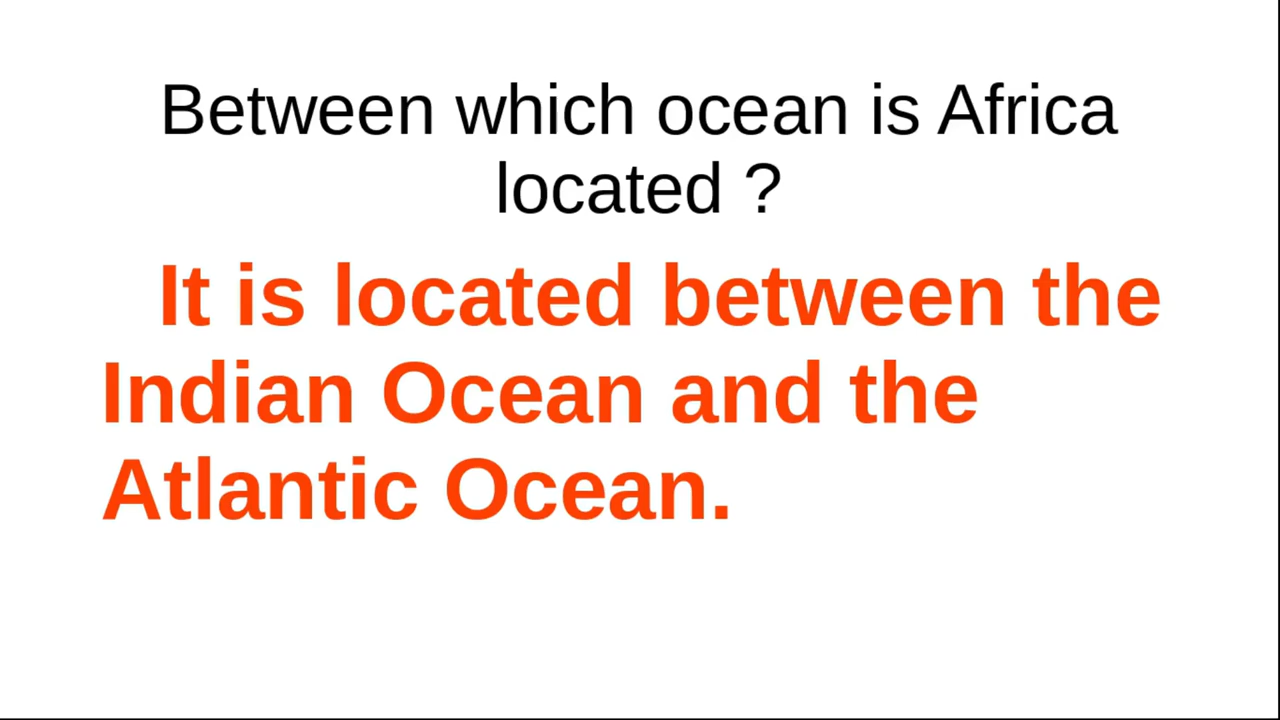 Between which ocean is Africa
located ?
It is located between the
Indian Ocean and the
Atlantic Ocean.